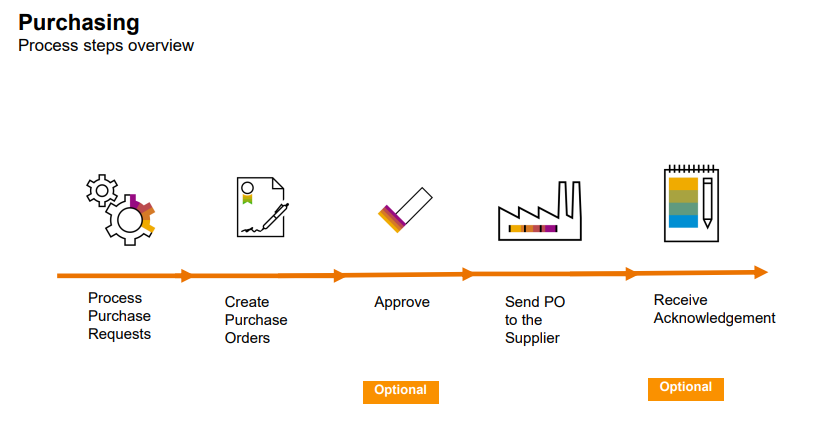 Purchasing
Process steps overview
Process
Purchase
Requests
Create
Purchase
Orders
Approve
Send PO
to the
Supplier
Receive
Acknowledgement
Optional
Optional